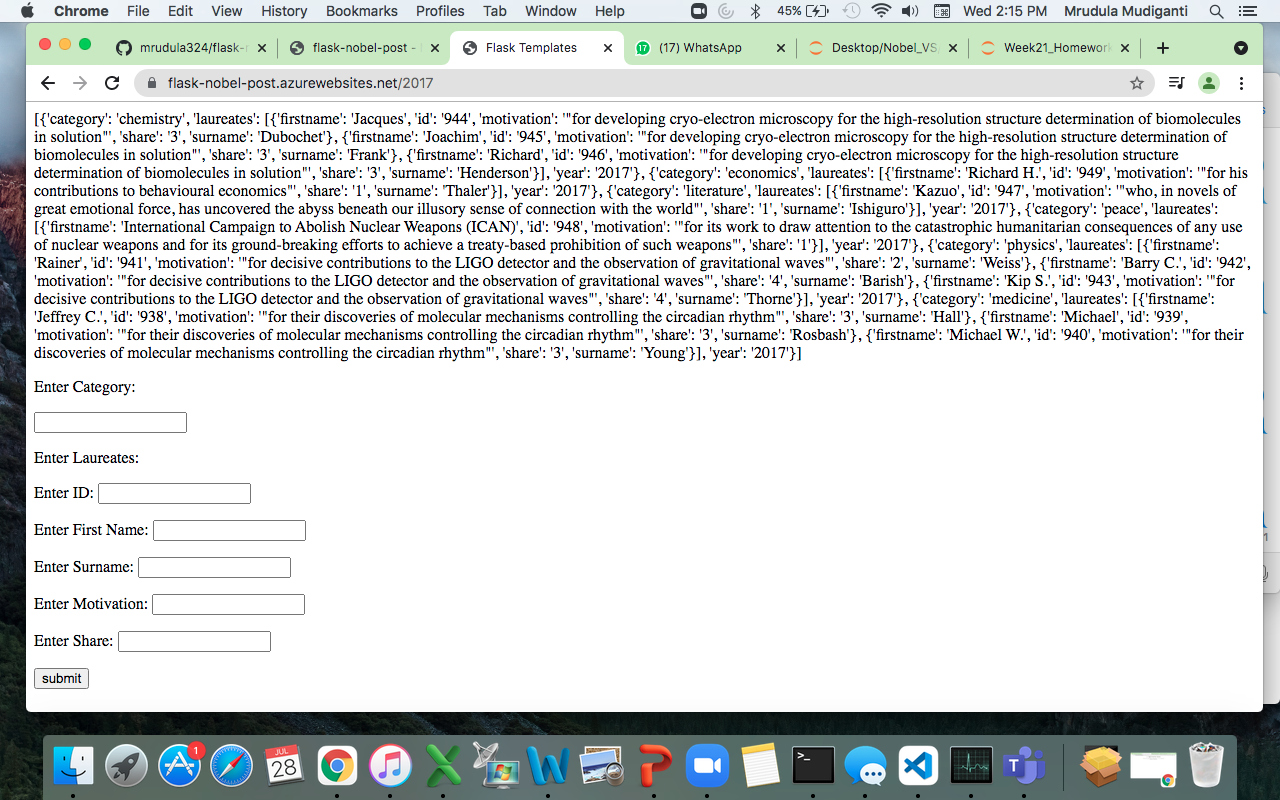 Chrome File Edit View History Bookmarks Profiles Tab Window Help 45% Wed 2:15 PM Mrudula Mudiganti
mrudula324/flask-r flask-nobel-post - Flask Templates (17) WhatsApp Desktop/Nobel_VS Week21_Homework
flask-nobel-post.azurewebsites.net/2017
[{'category': 'chemistry', 'laureates': [{'firstname': 'Jacques', 'id': '944', 'motivation': '"for developing cryo-electron microscopy for the high-resolution structure determination of biomolecules
in solution"', 'share': '3', 'surname': 'Dubochet'}, {'firstname': 'Joachim', 'id': '945', 'motivation': '"for developing cryo-electron microscopy for the high-resolution structure determination of
biomolecules in solution"', 'share': '3', 'surname': 'Frank'}, {'firstname': 'Richard', 'id': '946', 'motivation': '"for developing cryo-electron microscopy for the high-resolution structure
determination of biomolecules in solution"', 'share': '3', 'surname': 'Henderson'}], 'year': '2017'}, {'category': 'economics', 'laureates': [{'firstname': 'Richard H.', 'id': '949', 'motivation': '"for his
contributions to behavioural economics"', 'share': '1', 'surname': 'Thaler'}], 'year': '2017'}, {'category': 'literature', 'laureates': [{'firstname': 'Kazuo', 'id': '947', 'motivation': '"who, in novels of
great emotional force, has uncovered the abyss beneath our illusory sense of connection with the world"', 'share': '1', 'surname': 'Ishiguro'}], 'year': '2017'}, {'category': 'peace', 'laureates':
[{'firstname': 'International Campaign to Abolish Nuclear Weapons (ICAN)', 'id': '948', 'motivation': '"for its work to draw attention to the catastrophic humanitarian consequences of any use
of nuclear weapons and for its ground-breaking efforts to achieve a treaty-based prohibition of such weapons"', 'share': '1'}], 'year': '2017'}, {'category': 'physics', 'laureates': [{'firstname':
'Rainer', 'id': '941', 'motivation': '"for decisive contributions to the LIGO detector and the observation of gravitational waves"', 'share': '2', 'surname': 'Weiss'}, {'firstname': 'Barry C.', 'id': '942',
'motivation': '"for decisive contributions to the LIGO detector and the observation of gravitational waves"', 'share': '4', 'surname': 'Barish'}, {'firstname': 'Kip S.', 'id': '943', 'motivation': '"for
decisive contributions to the LIGO detector and the observation of gravitational waves"', 'share': '4', 'surname': 'Thorne'}], 'year': '2017'}, {'category': 'medicine', 'laureates': [{'firstname':
'Jeffrey C.', 'id': '938', 'motivation': '"for their discoveries of molecular mechanisms controlling the circadian rhythm"', 'share': '3', 'surname': 'Hall'}, {'firstname': 'Michael', 'id': '939',
'motivation': '"for their discoveries of molecular mechanisms controlling the circadian rhythm"', 'share': '3', 'surname': 'Rosbash'}, {'firstname': 'Michael W.', 'id': '940', 'motivation': '"for their
discoveries of molecular mechanisms controlling the circadian rhythm"', 'share': '3', 'surname': 'Young'}], 'year': '2017'}]
Enter Category:
Enter Laureates:
Enter ID:
Enter First Name:
Enter Surname:
Enter Motivation:
Enter Share:
submit
1
JUL
28